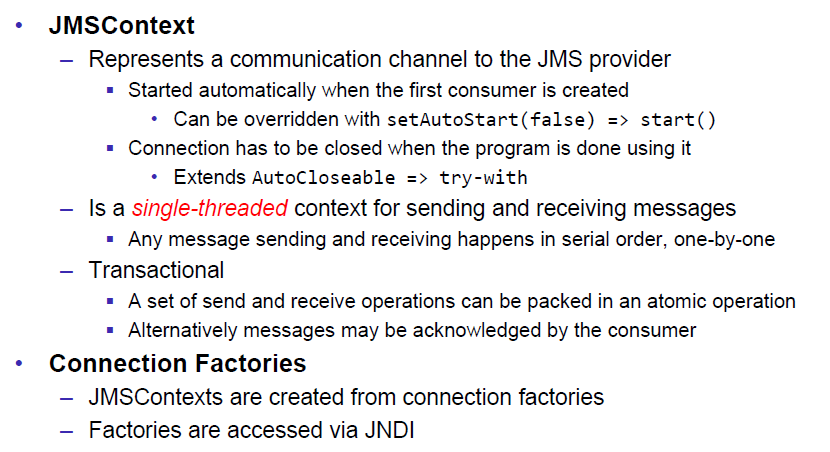 • JMSContext
– Represents a communication channel to the JMS provider
▪ Started automatically when the first consumer is created
• Can be overridden with setAutoStart(false) => start()
▪ Connection has to be closed when the program is done using it
• Extends AutoCloseable => try-with
– Is a single-threaded context for sending and receiving messages
▪ Any message sending and receiving happens in serial order, one-by-one
– Transactional
▪ A set of send and receive operations can be packed in an atomic operation
▪ Alternatively messages may be acknowledged by the consumer
• Connection Factories
– JMSContexts are created from connection factories
– Factories are accessed via JNDI